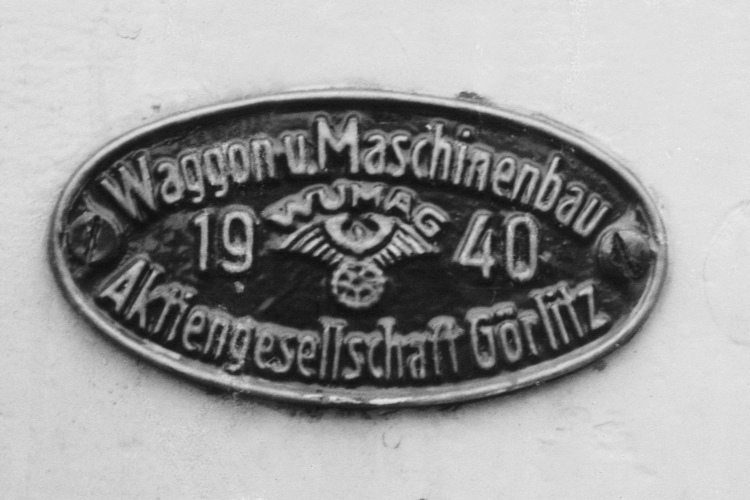 Waggon- u. Maschinenbau
WUMAG
19 40
Aktiengesellschaft Görlitz